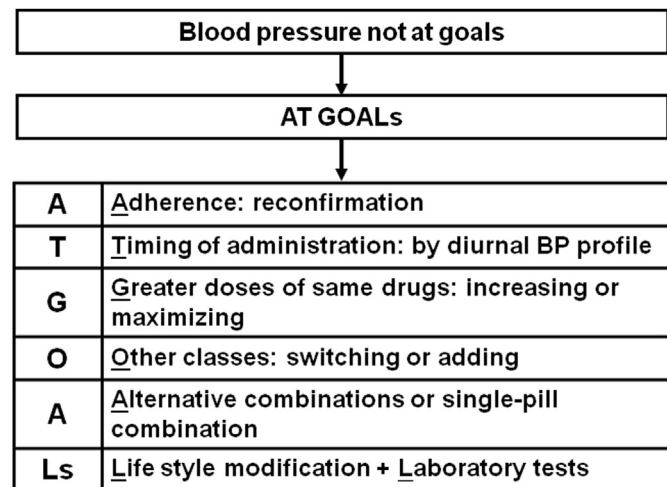 Blood pressure not at goals
AT GOALs
A Adherence: reconfirmation
T Timing of administration: by diurnal BP profile
G Greater doses of same drugs: increasing or
maximizing
O Other classes: switching or adding
A Alternative combinations or single-pill
combination
Ls Life style modification + Laboratory tests